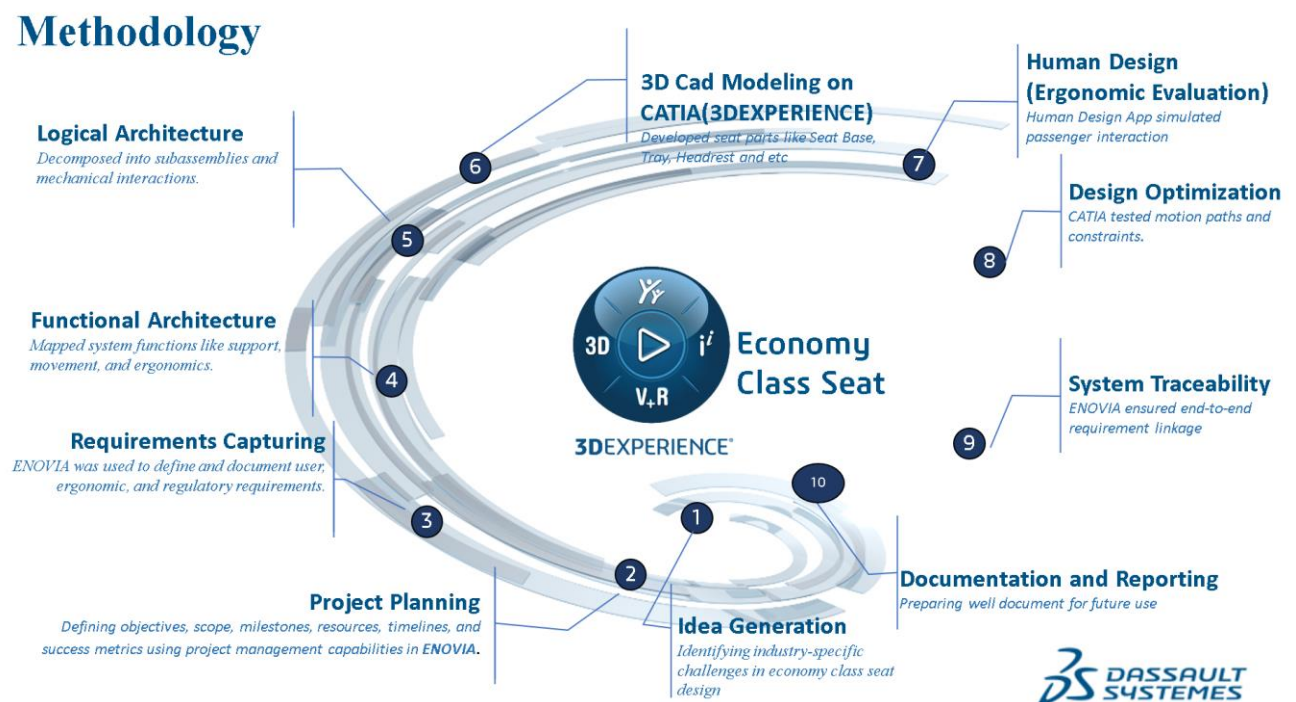 Methodology
Logical Architecture
Decomposed into subassemblies and
mechanical interactions.
6
3D Cad Modeling on
CATIA(3DEXPERIENCE)
Developed seat parts like Seat Base,
Tray, Headrest and etc
Human Design
(Ergonomic Evaluation)
Human Design App simulated
passenger interaction
7
5
Design Optimization
CATIA tested motion paths and
constraints.
8
Functional Architecture
Mapped system functions like support,
movement, and ergonomics.
4
3D
i
i
V+R
3DEXPERIENCE®
Economy
Class Seat
System Traceability
ENOVIA ensured end-to-end
requirement linkage
9
Requirements Capturing
ENOVIA was used to define and document user,
ergonomic, and regulatory requirements.
3
10
1
2
Project Planning
Defining objectives, scope, milestones, resources, timelines, and
success metrics using project management capabilities in ENOVIA.
Idea Generation
Identifying industry-specific
challenges in economy class seat
design
Documentation and Reporting
Preparing well document for future use
3DS DASSAULT
SYSTEMES